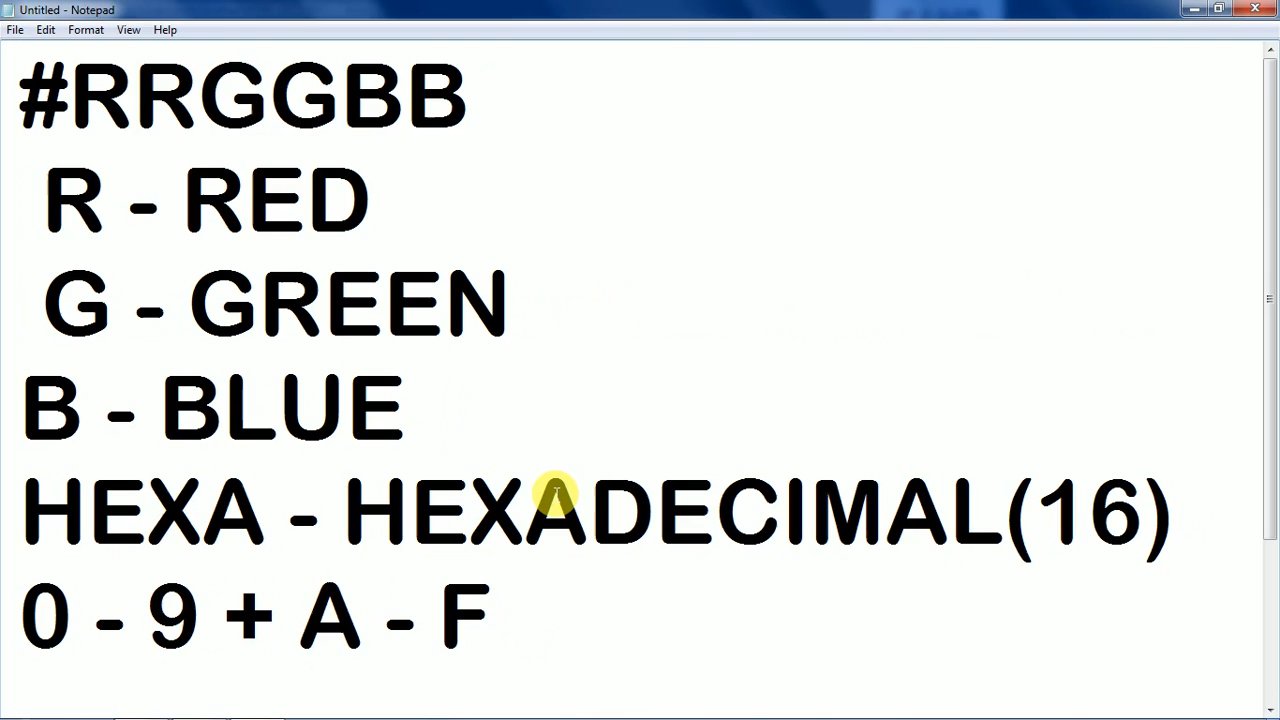 Untitled - Notepad
File Edit Format View Help
#RRGGBB
R - RED
G - GREEN
B - BLUE
HEXA - HEXADECIMAL(16)
0 - 9 + A - F